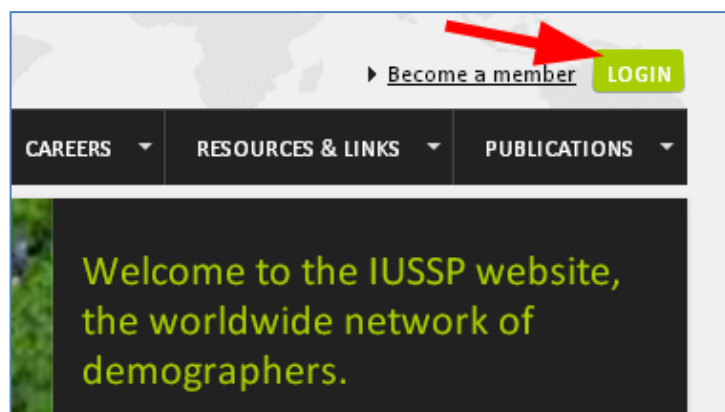 Become a member LOGIN
CAREERS RESOURCES & LINKS PUBLICATIONS
Welcome to the IUSSP website,
the worldwide network of
demographers.